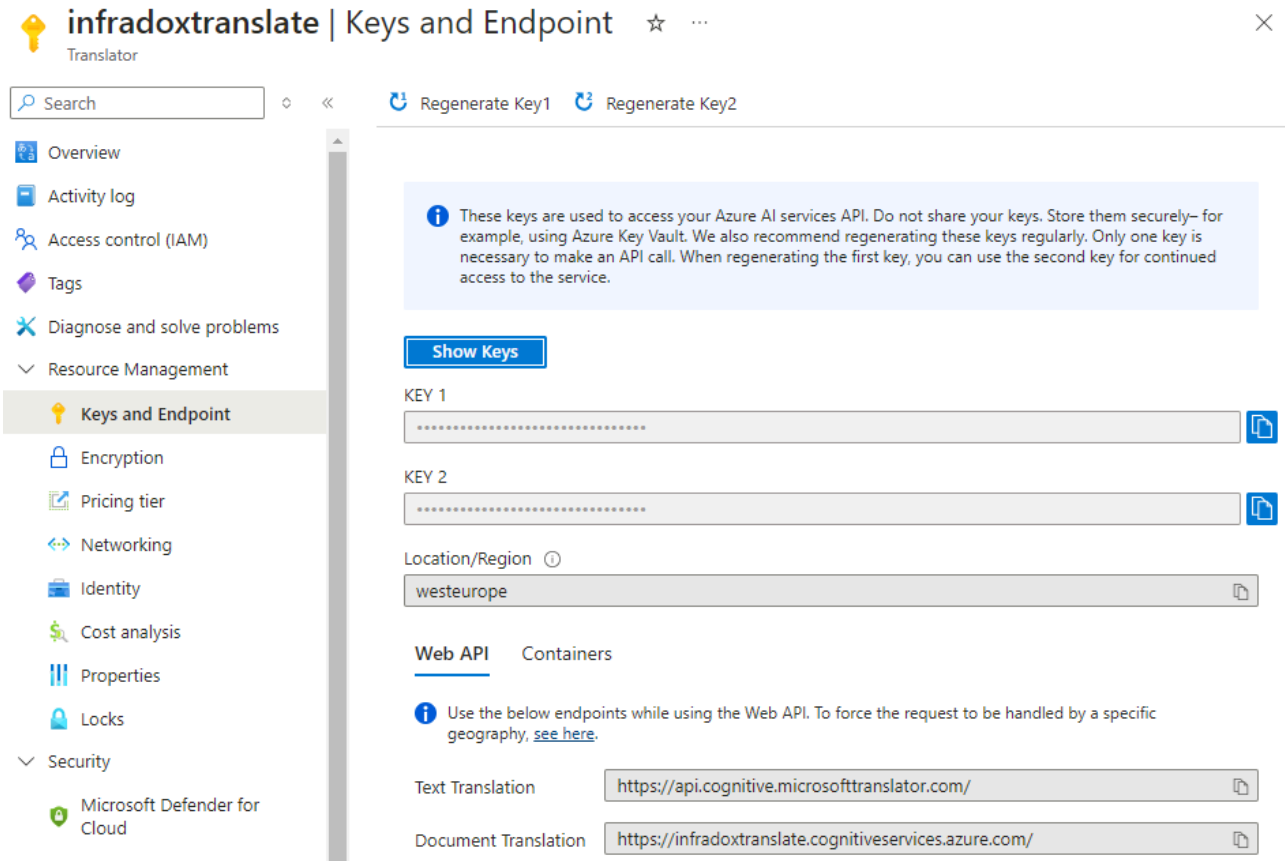 infradoxtranslate | Keys and Endpoint
Translator
Search
Overview
Activity log
Access control (IAM)
Tags
Diagnose and solve problems
Resource Management
Keys and Endpoint
Encryption
Pricing tier
Networking
Identity
Cost analysis
Properties
Locks
Security
Microsoft Defender for
Cloud
1 Regenerate Key1
2 Regenerate Key2
These keys are used to access your Azure AI services API. Do not share your keys. Store them securely– for
example, using Azure Key Vault. We also recommend regenerating these keys regularly. Only one key is
necessary to make an API call. When regenerating the first key, you can use the second key for continued
access to the service.
Show Keys
KEY 1
••••••••••••••••••••••••••••••••
KEY 2
••••••••••••••••••••••••••••••••
Location/Region
westeurope
Web API Containers
Use the below endpoints while using the Web API. To force the request to be handled by a specific
geography, see here.
Text Translation https://api.cognitive.microsofttranslator.com/
Document Translation https://infradoxtranslate.cognitiveservices.azure.com/